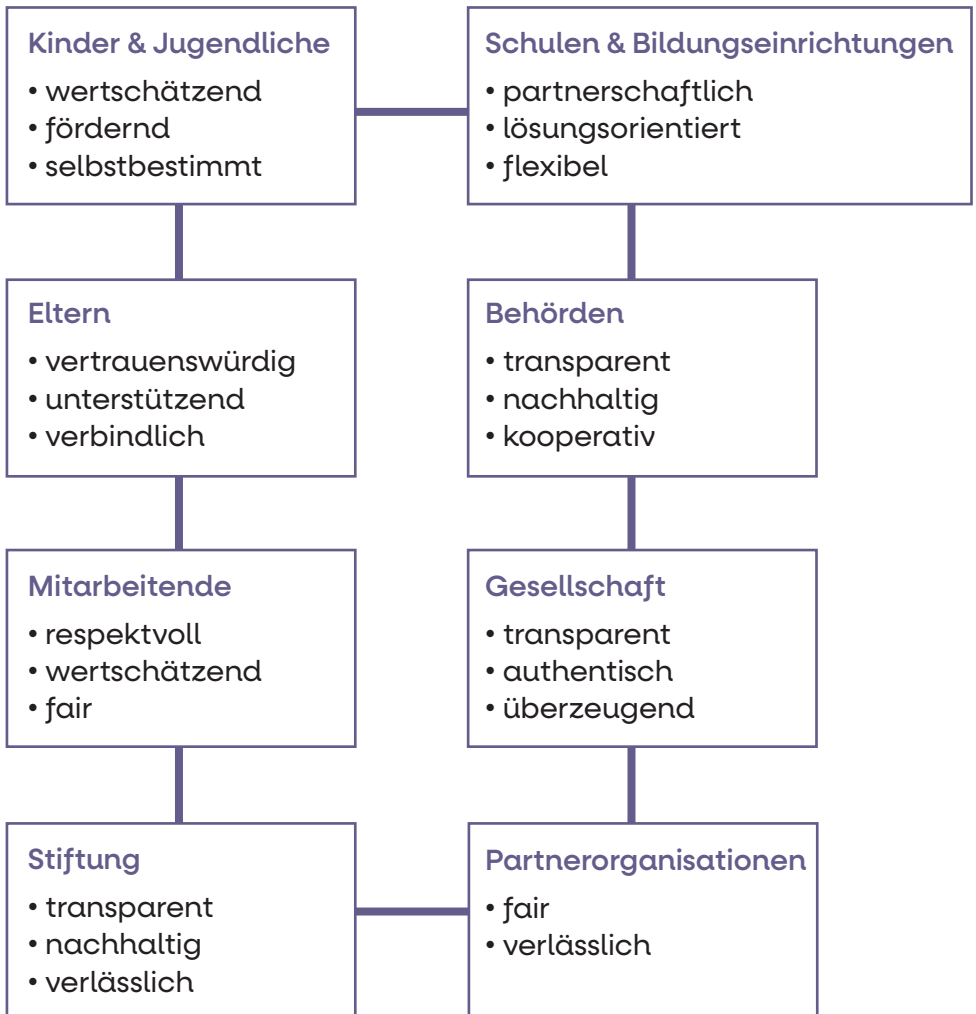 Kinder & Jugendliche
• wertschätzend
• fördernd
• selbstbestimmt
Schulen & Bildungseinrichtungen
• partnerschaftlich
• lösungsorientiert
• flexibel
Eltern
• vertrauenswürdig
• unterstützend
• verbindlich
Behörden
• transparent
• nachhaltig
• kooperativ
Mitarbeitende
• respektvoll
• wertschätzend
• fair
Gesellschaft
• transparent
• authentisch
• überzeugend
Stiftung
• transparent
• nachhaltig
• verlässlich
Partnerorganisationen
• fair
• verlässlich